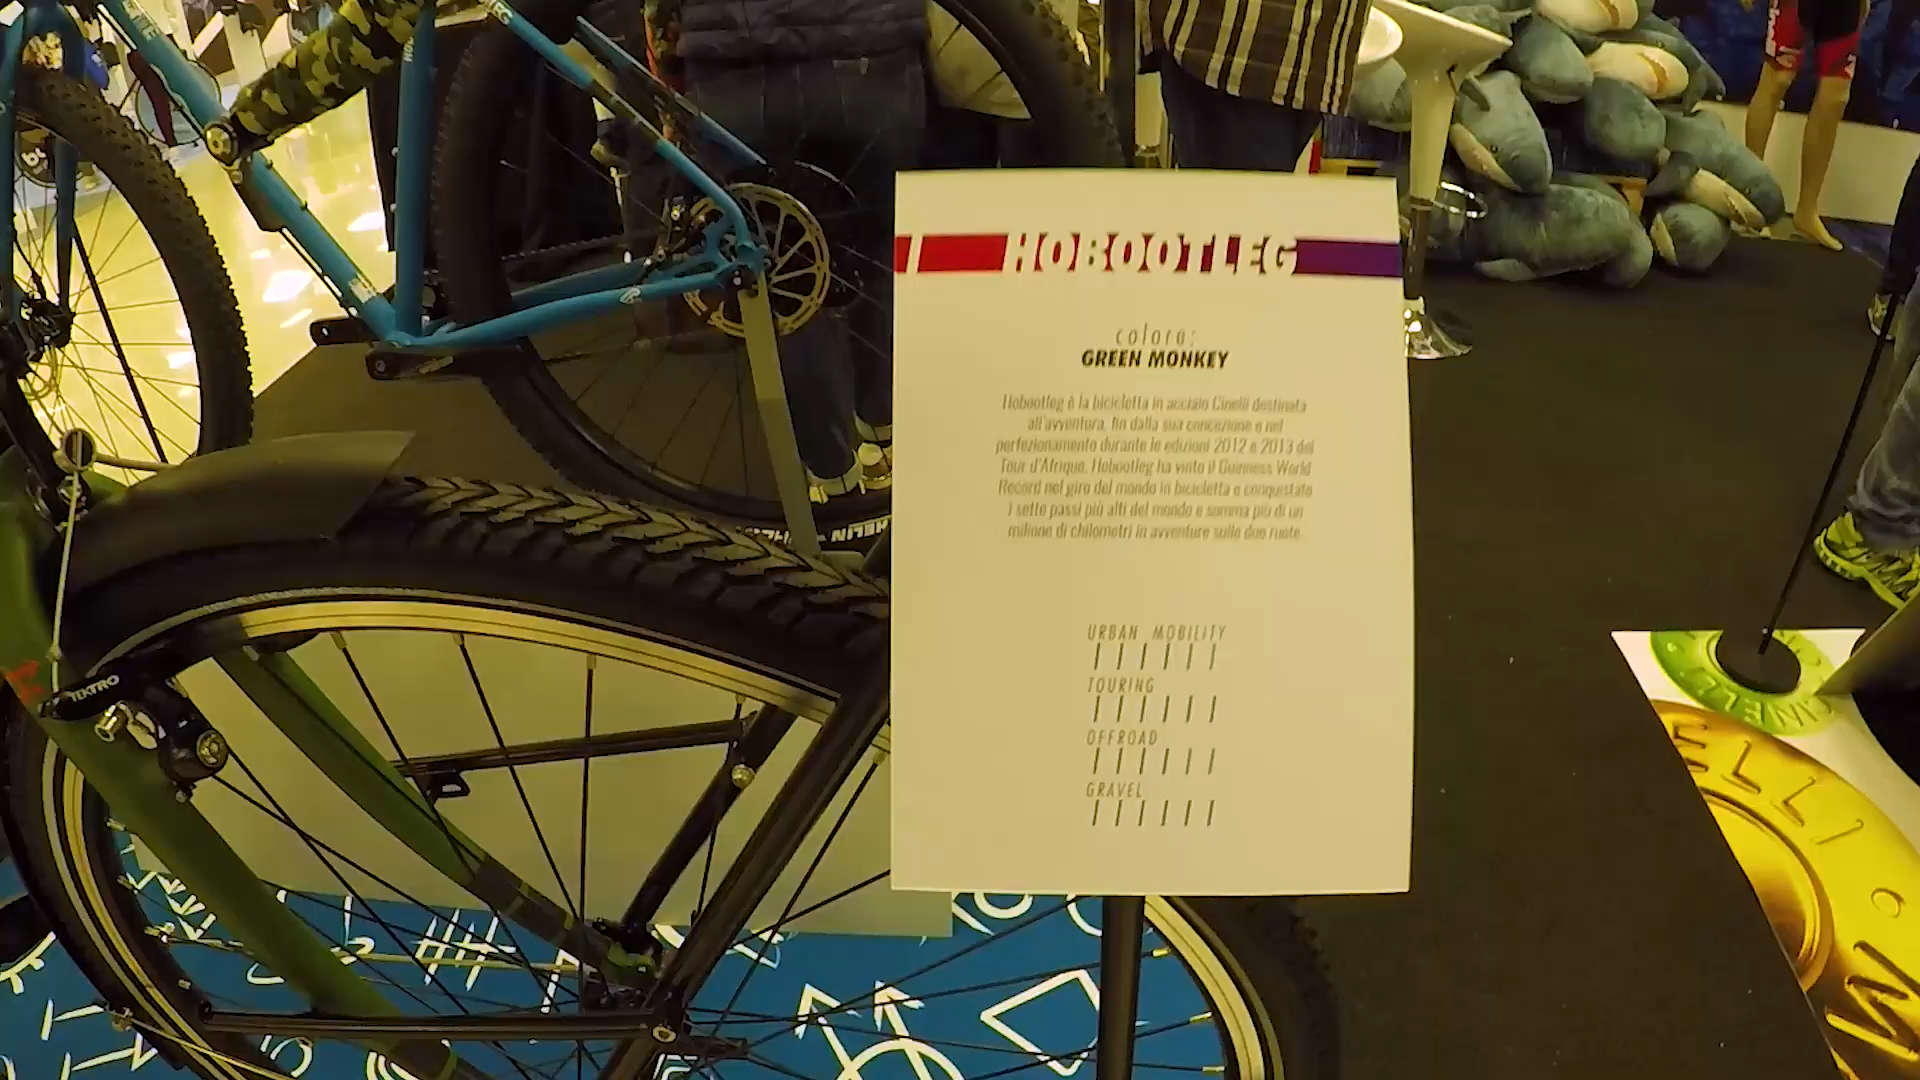 HOBOOTLEG
colore:
GREEN MONKEY
Hobootleg è la bicicletta in acciaio Cinelli destinata
all'avventura, fin dalla sua concezione e nel
perfezionamento durante le edizioni 2012 e 2013 del
Tour d'Afrique. Hobootleg ha vinto il Guinness World
Record nel giro del mondo in bicicletta e conquistato
i sette passi più alti del mondo e somma più di un
milione di chilometri in avventure sulle due ruote.
URBAN MOBILITY
TOURING
OFFROAD
GRAVEL
TEKTRO
CINELLI